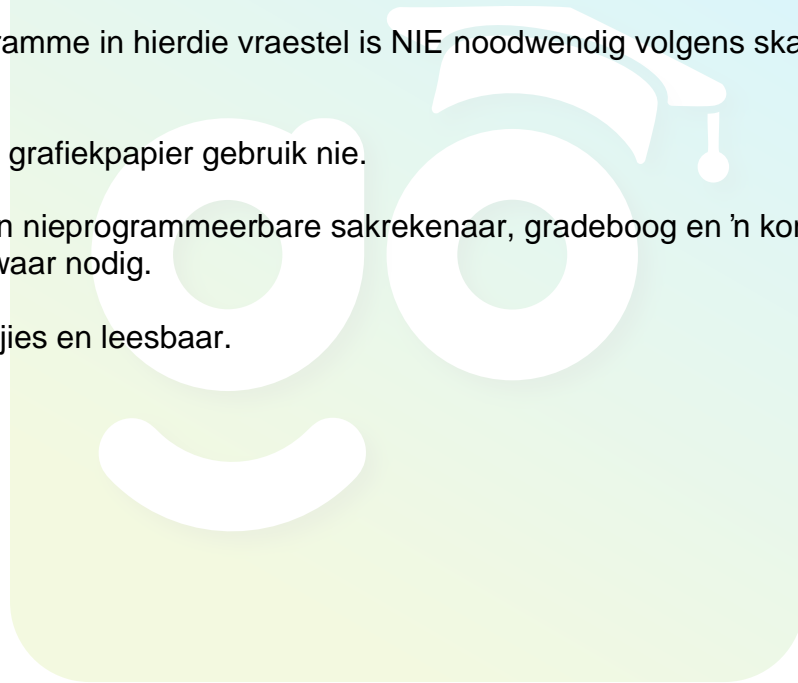 ramme in hierdie vraestel is NIE noodwendig volgens ska
grafiekpapier gebruik nie.
n nieprogrammeerbare sakrekenaar, gradeboog en 'n kor
waar nodig.
jies en leesbaar.
go